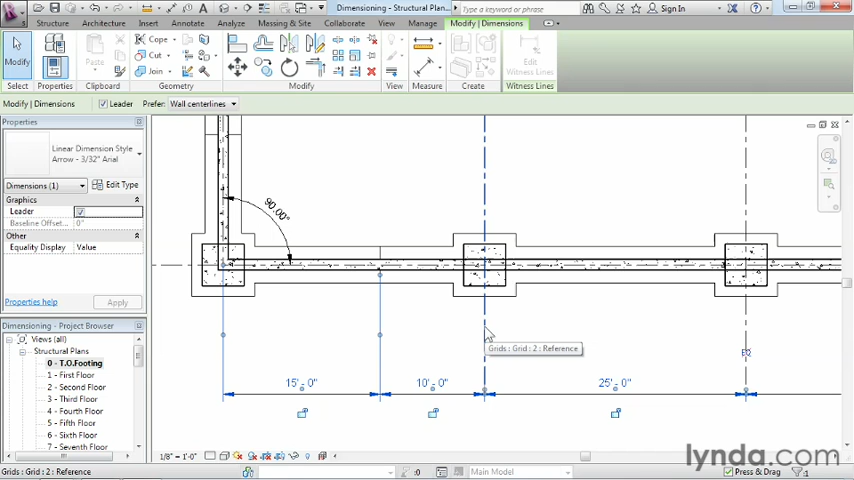 Dimensioning - Structural Plan...
Type a keyword or phrase
Sign In
Structure Architecture Insert Annotate Analyze Massing & Site Collaborate View Manage Modify | Dimensions
Modify
Paste
Cope
Cut
Join
Edit
Witness Lines
Select Properties Clipboard Geometry Modify View Measure Create Witness Lines
Modify | Dimensions Leader Prefer: Wall centerlines
Properties
Linear Dimension Style
Arrow - 3/32" Arial
Dimensions (1) Edit Type
Graphics
Leader
Baseline Offset... 0"
Other
Equality Display Value
Properties help Apply
Dimensioning - Project Browser
Views (all)
Structural Plans
0 - T.O.Footing
1 - First Floor
2 - Second Floor
3 - Third Floor
4 - Fourth Floor
5 - Fifth Floor
6 - Sixth Floor
7 - Seventh Floor
90.00°
Grids : Grid : 2 : Reference
EQ
15' - 0" 10' - 0" 25' - 0"
1/8" = 1'-0"
lynda.com
Grids : Grid : 2 : Reference :0 Main Model Press & Drag :1